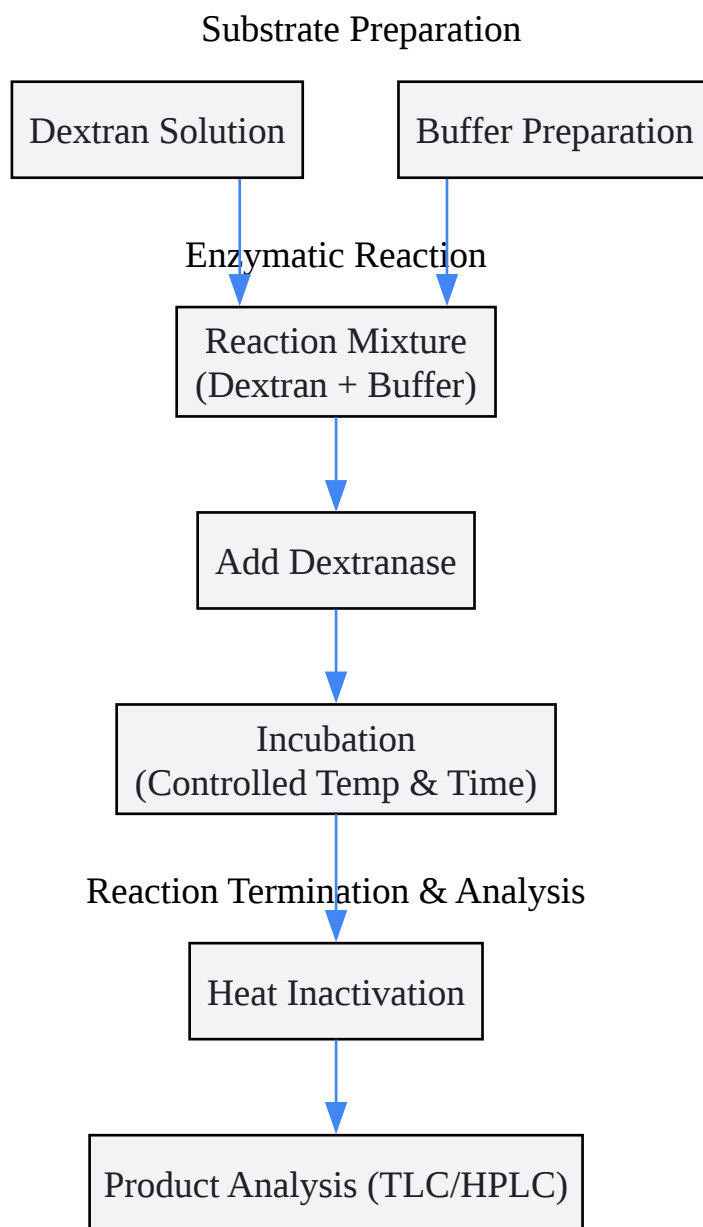 Substrate Preparation
Dextran Solution
Buffer Preparation
Enzymatic Reaction
Reaction Mixture
(Dextran + Buffer)
Add Dextranase
Incubation
(Controlled Temp & Time)
Reaction Termination & Analysis
Heat Inactivation
Product Analysis (TLC/HPLC)